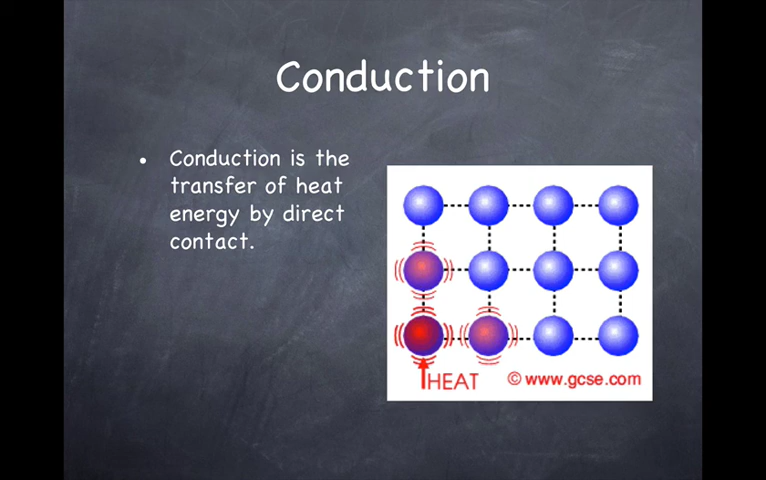 Conduction
• Conduction is the
transfer of heat
energy by direct
contact.
HEAT © www.gcse.com